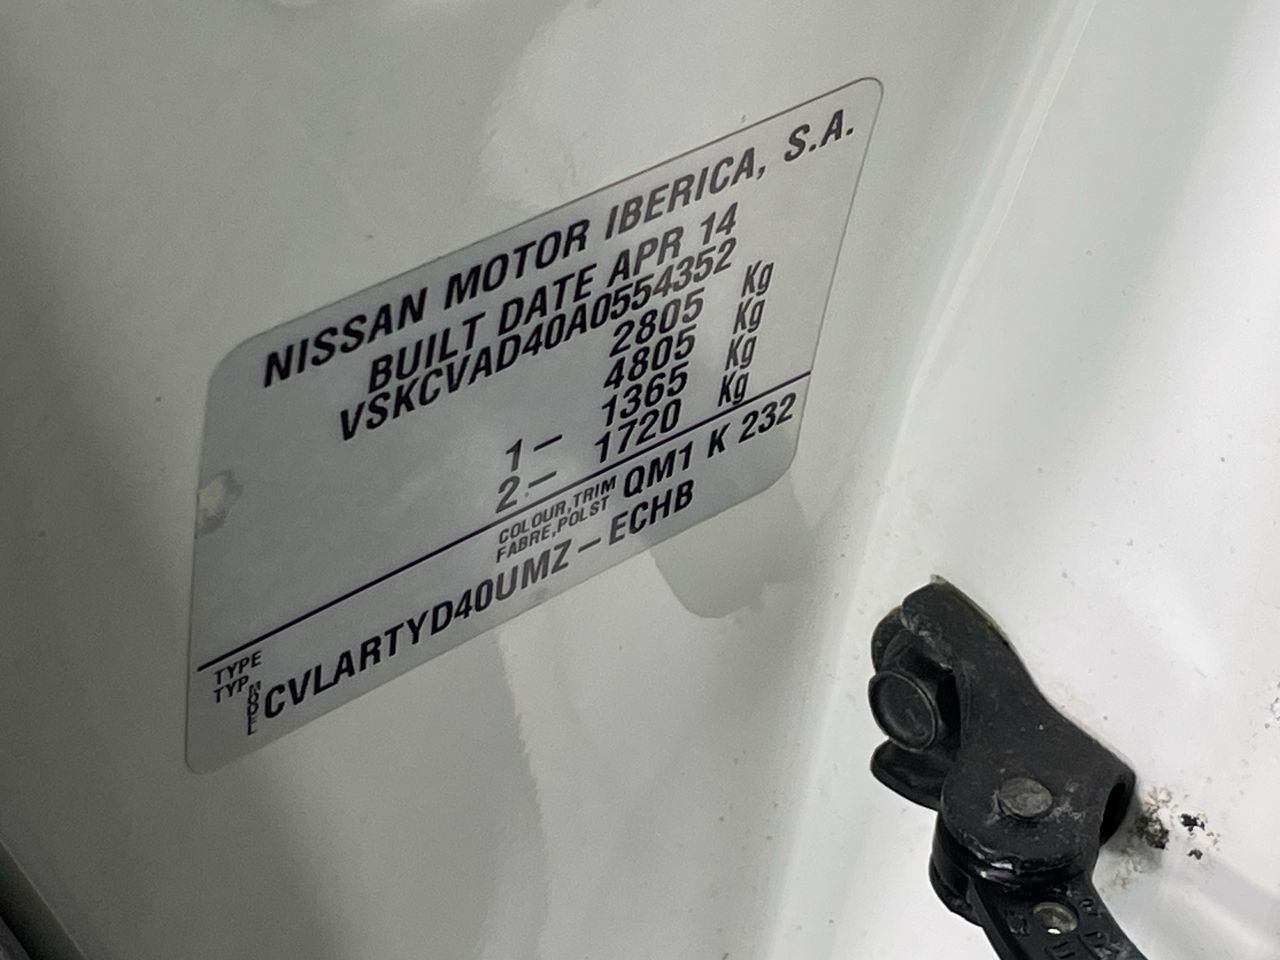 NISSAN MOTOR IBERICA, S.A.
BUILT DATE APR 14
VSKCVAD40A0554352
2805 Kg
4805 Kg
1 - 1365 Kg
2 - 1720 Kg
COLOUR,TRIM QM1 K 232
FABRE,POLST
TYPE
TYP
MODE
CVLARTYD40UMZ-ECHB